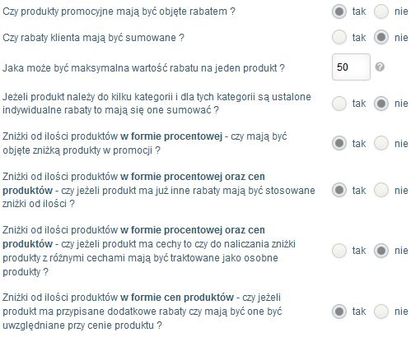 Czy produkty promocyjne mają być objęte rabatem ? tak nie
Czy rabaty klienta mają być sumowane ? tak nie
Jaka może być maksymalna wartość rabatu na jeden produkt ? 50
Jeżeli produkt należy do kilku kategorii i dla tych kategorii są ustalone
indywidualne rabaty to mają się one sumować ? tak nie
Zniżki od ilości produktów w formie procentowej - czy mają być
objęte zniżką produkty w promocji ? tak nie
Zniżki od ilości produktów w formie procentowej oraz cen
produktów - czy jeżeli produkt ma już inne rabaty mają być stosowane tak nie
zniżki od ilości ?
Zniżki od ilości produktów w formie procentowej oraz cen
produktów - czy jeżeli produkt ma cechy to czy do naliczania zniżki
produkty z różnymi cechami mają być traktowane jako osobne tak nie
produkty ?
Zniżki od ilości produktów w formie cen produktów - czy jeżeli
produkt ma przypisane dodatkowe rabaty czy mają być one być tak nie
uwzględniane przy cenie produktu ?